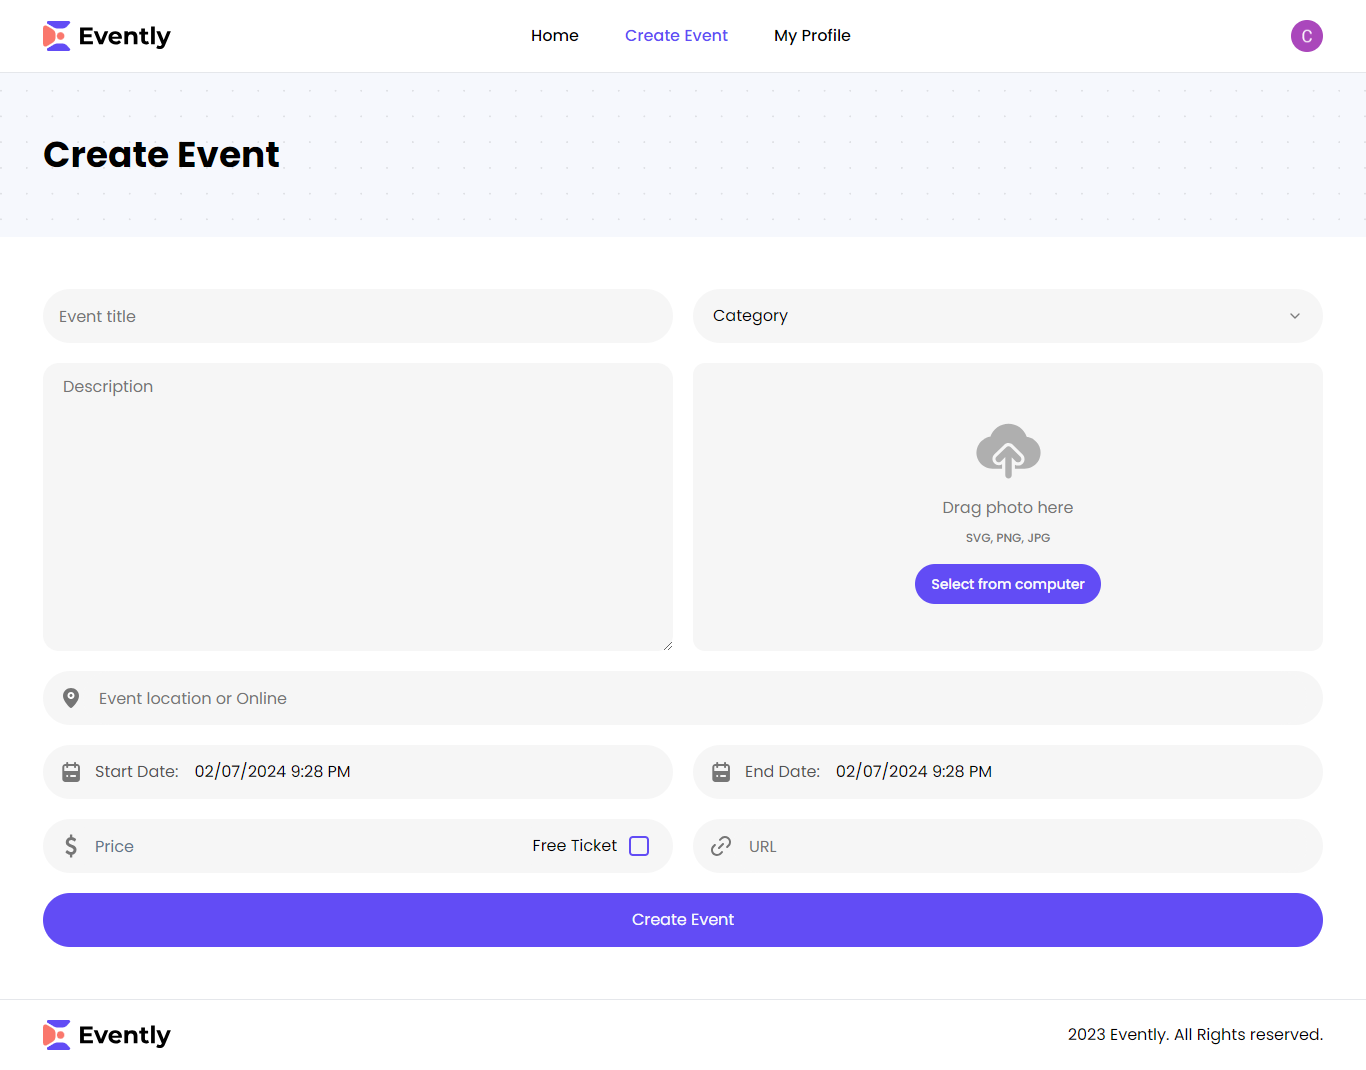 Evently
Home
Create Event
My Profile
C
Create Event
Event title
Category
Description
Drag photo here
SVG, PNG, JPG
Select from computer
Event location or Online
Start Date: 02/07/2024 9:28 PM
End Date: 02/07/2024 9:28 PM
Price
Free Ticket
URL
Create Event
Evently
2023 Evently. All Rights reserved.